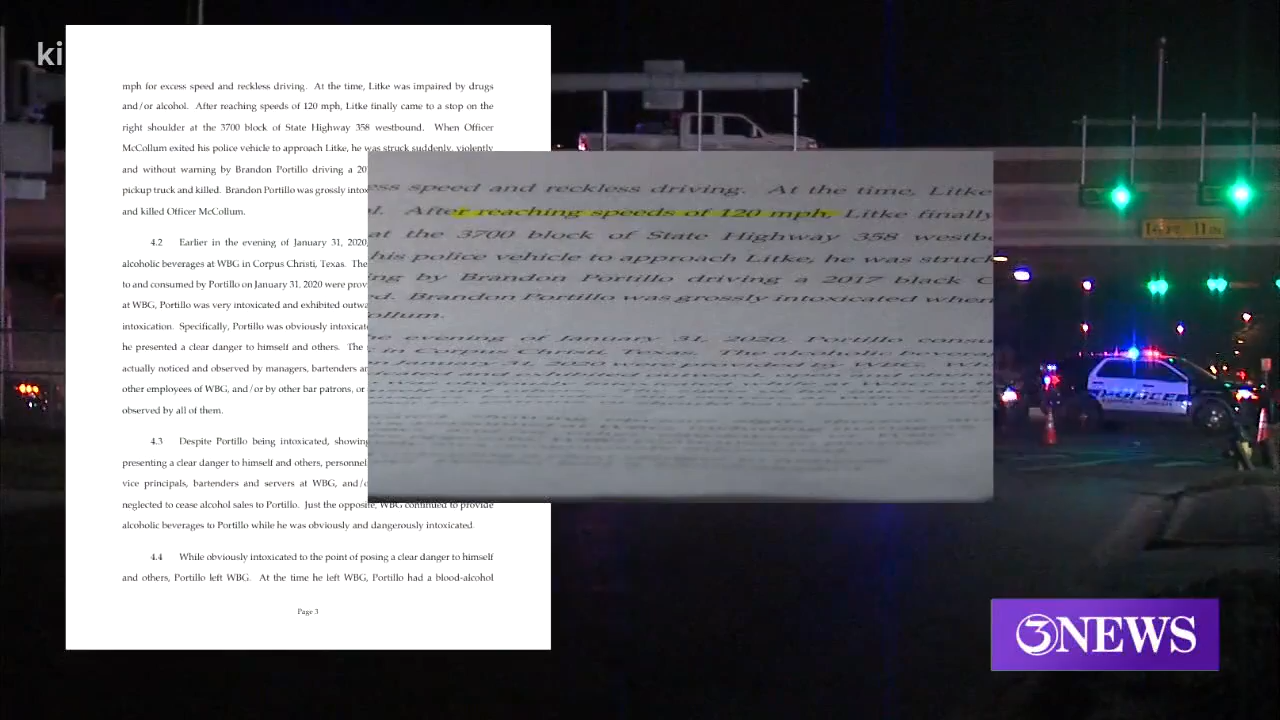 ki
mph for excess speed and reckless driving. At the time, Litke was impaired by drugs
and/or alcohol. After reaching speeds of 120 mph, Litke finally came to a stop on the
right shoulder at the 3700 block of State Highway 358 westbound. When Officer
McCollum exited his police vehicle to approach Litke, he was struck suddenly, violently
and without warning by Brandon Portillo driving a 20
pickup truck and killed. Brandon Portillo was grossly intox
and killed Officer McCollum.
4.2 Earlier in the evening of January 31, 2020,
alcoholic beverages at WBG in Corpus Christi, Texas. The
to and consumed by Portillo on January 31, 2020 were prov
at WBG, Portillo was very intoxicated and exhibited outwa
intoxication. Specifically, Portillo was obviously intoxicat
he presented a clear danger to himself and others. The
actually noticed and observed by managers, bartenders an
other employees of WBG, and/or by other bar patrons, or
observed by all of them.
4.3 Despite Portillo being intoxicated, showing
presenting a clear danger to himself and others, personnel
vice principals, bartenders and servers at WBG, and/o
neglected to cease alcohol sales to Portillo. Just the opposite, WBG continued to provide
alcoholic beverages to Portillo while he was obviously and dangerously intoxicated.
4.4 While obviously intoxicated to the point of posing a clear danger to himself
and others, Portillo left WBG. At the time he left WBG, Portillo had a blood-alcohol
Page 3
ess speed and reckless driving. At the time, Litke
ol. After reaching speeds of 120 mph, Litke finally
at the 3700 block of State Highway 358 westbo
his police vehicle to approach Litke, he was struck
ing by Brandon Portillo driving a 2017 black C
d. Brandon Portillo was grossly intoxicated when
ollum.
he evening of January 31, 2020, Portillo consu
in Corpus Christi, Texas. The alcoholic bevera
POLICE
3NEWS